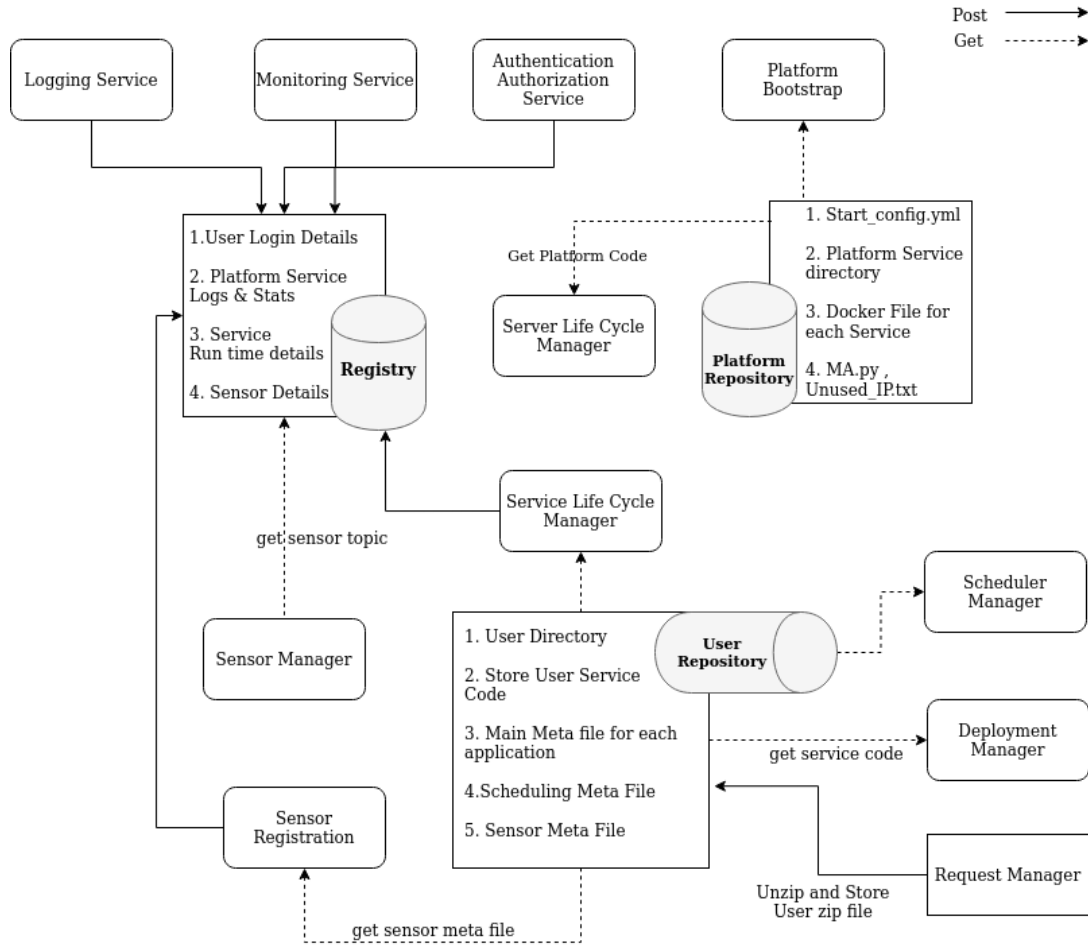 Post
Get
Logging Service
Monitoring Service
Authentication
Authorization
Service
Platform
Bootstrap
1.User Login Details
2. Platform Service
Logs & Stats
3. Service
Run time details
4. Sensor Details
Registry
Get Platform Code
Server Life Cycle
Manager
1. Start_config.yml
2. Platform Service
directory
3. Docker File for
each Service
4. MA.py ,
Unused_IP.txt
Platform
Repository
Service Life Cycle
Manager
get sensor topic
Sensor Manager
1. User Directory
2. Store User Service
Code
3. Main Meta file for each
application
4.Scheduling Meta File
5. Sensor Meta File
User
Repository
Scheduler
Manager
get service code
Deployment
Manager
Sensor
Registration
Request Manager
Unzip and Store
User zip file
get sensor meta file